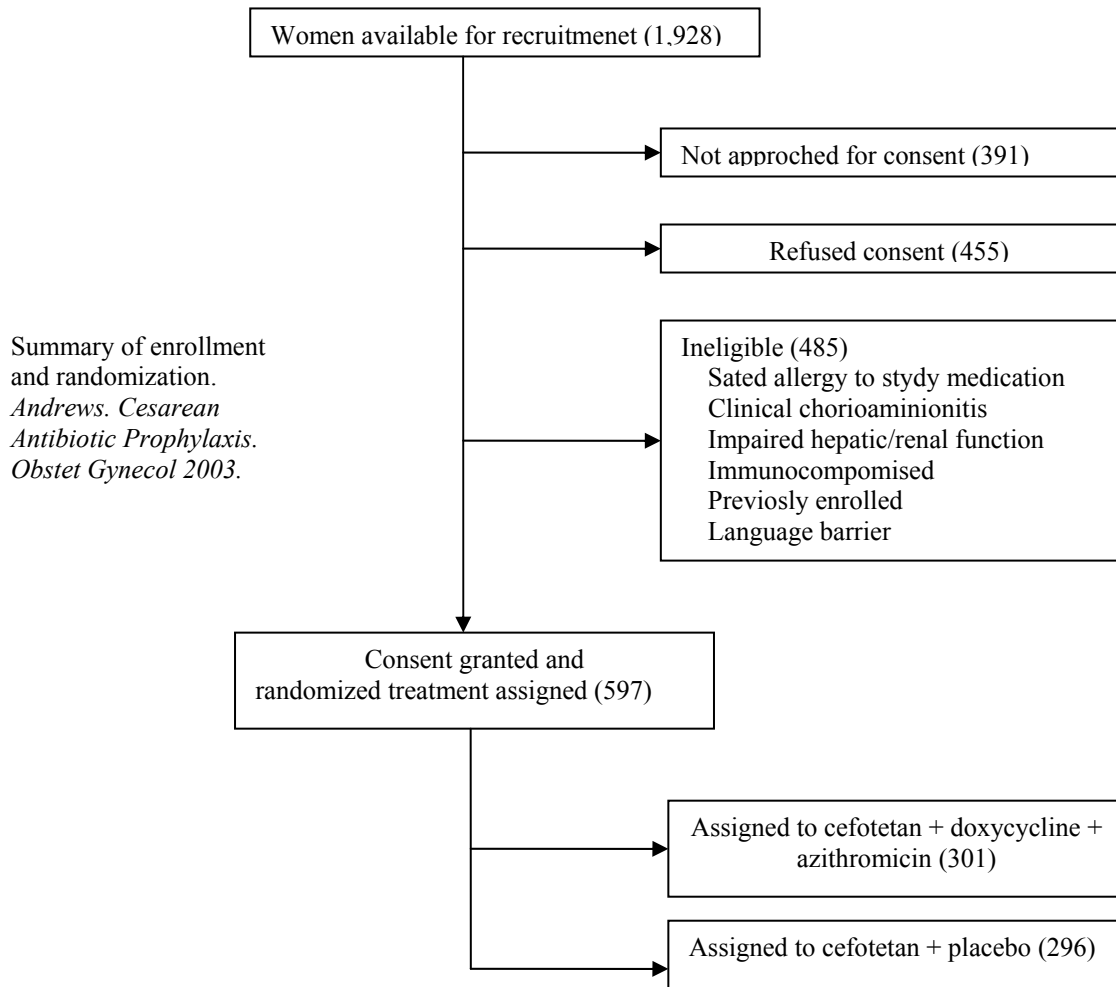 Women available for recruitmenet (1,928)
Not approched for consent (391)
Refused consent (455)
Summary of enrollment
and randomization.
Andrews. Cesarean
Antibiotic Prophylaxis.
Obstet Gynecol 2003.
Ineligible (485)
Sated allergy to stydy medication
Clinical chorioaminionitis
Impaired hepatic/renal function
Immunocompomised
Previosly enrolled
Language barrier
Consent granted and
randomized treatment assigned (597)
Assigned to cefotetan + doxycycline +
azithromicin (301)
Assigned to cefotetan + placebo (296)